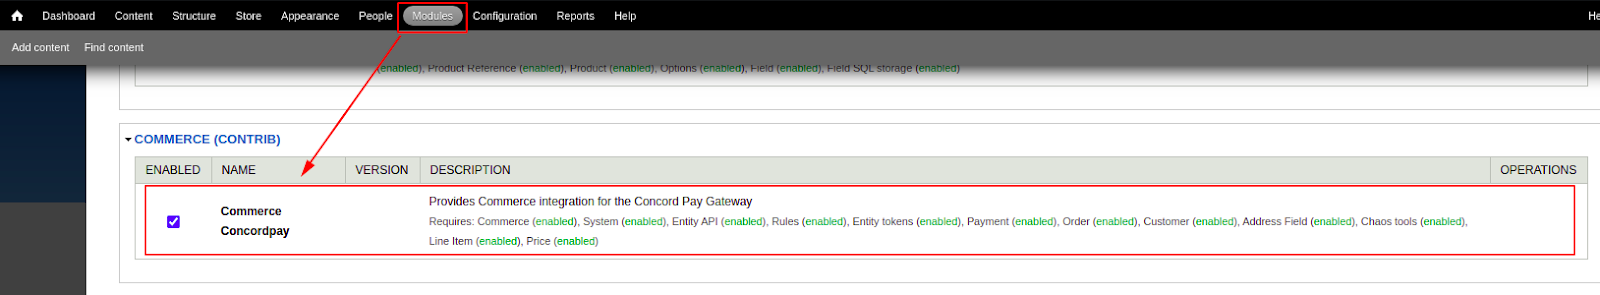 Dashboard Content Structure Store Appearance People Modules Configuration Reports Help He
Add content Find content
(enabled), Product Reference (enabled), Product (enabled), Options (enabled), Field (enabled), Field SQL storage (enabled)
COMMERCE (CONTRIB)
ENABLED NAME VERSION DESCRIPTION OPERATIONS
Commerce Concordpay
Provides Commerce integration for the Concord Pay Gateway
Requires: Commerce (enabled), System (enabled), Entity API (enabled), Rules (enabled), Entity tokens (enabled), Payment (enabled), Order (enabled), Customer (enabled), Address Field (enabled), Chaos tools (enabled),
Line Item (enabled), Price (enabled)